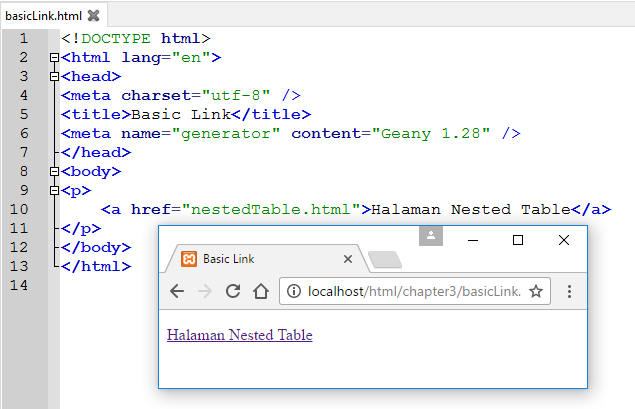 basicLink.html
1 <!DOCTYPE html>
2 <html lang="en">
3 <head>
4 <meta charset="utf-8" />
5 <title>Basic Link</title>
6 <meta name="generator" content="Geany 1.28" />
7 </head>
8 <body>
9 <p>
10 <a href="nestedTable.html">Halaman Nested Table</a>
11 </p>
12 </body>
13 </html>
14
Basic Link
localhost/html/chapter3/basicLink.
Halaman Nested Table